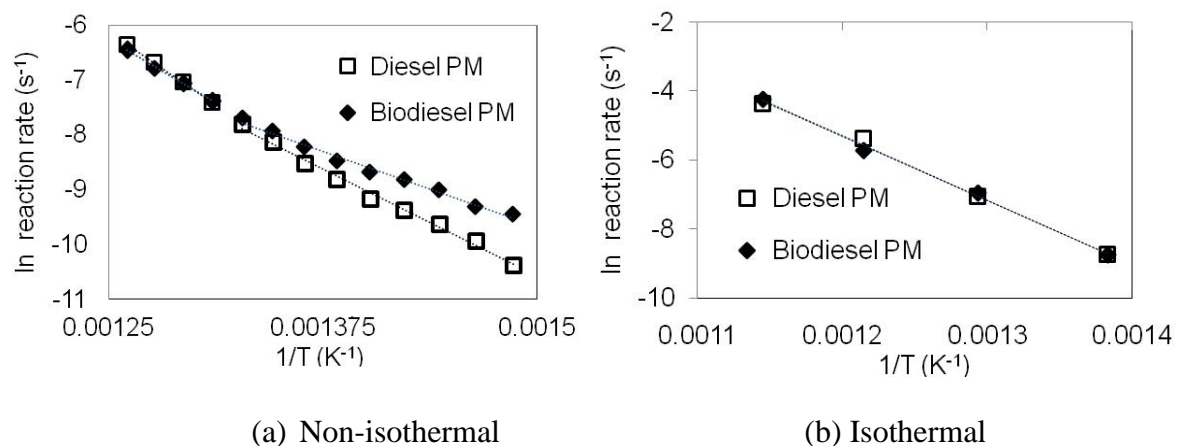 -6
-7
-8
-9
-10
-11
ln reaction rate (s-1)
Diesel PM
Biodiesel PM
0.00125 0.001375 0.0015
1/T (K-1)
(a) Non-isothermal
-2
-4
-6
-8
-10
ln reaction rate (s-1)
Diesel PM
Biodiesel PM
0.0011 0.0012 0.0013 0.0014
1/T (K-1)
(b) Isothermal